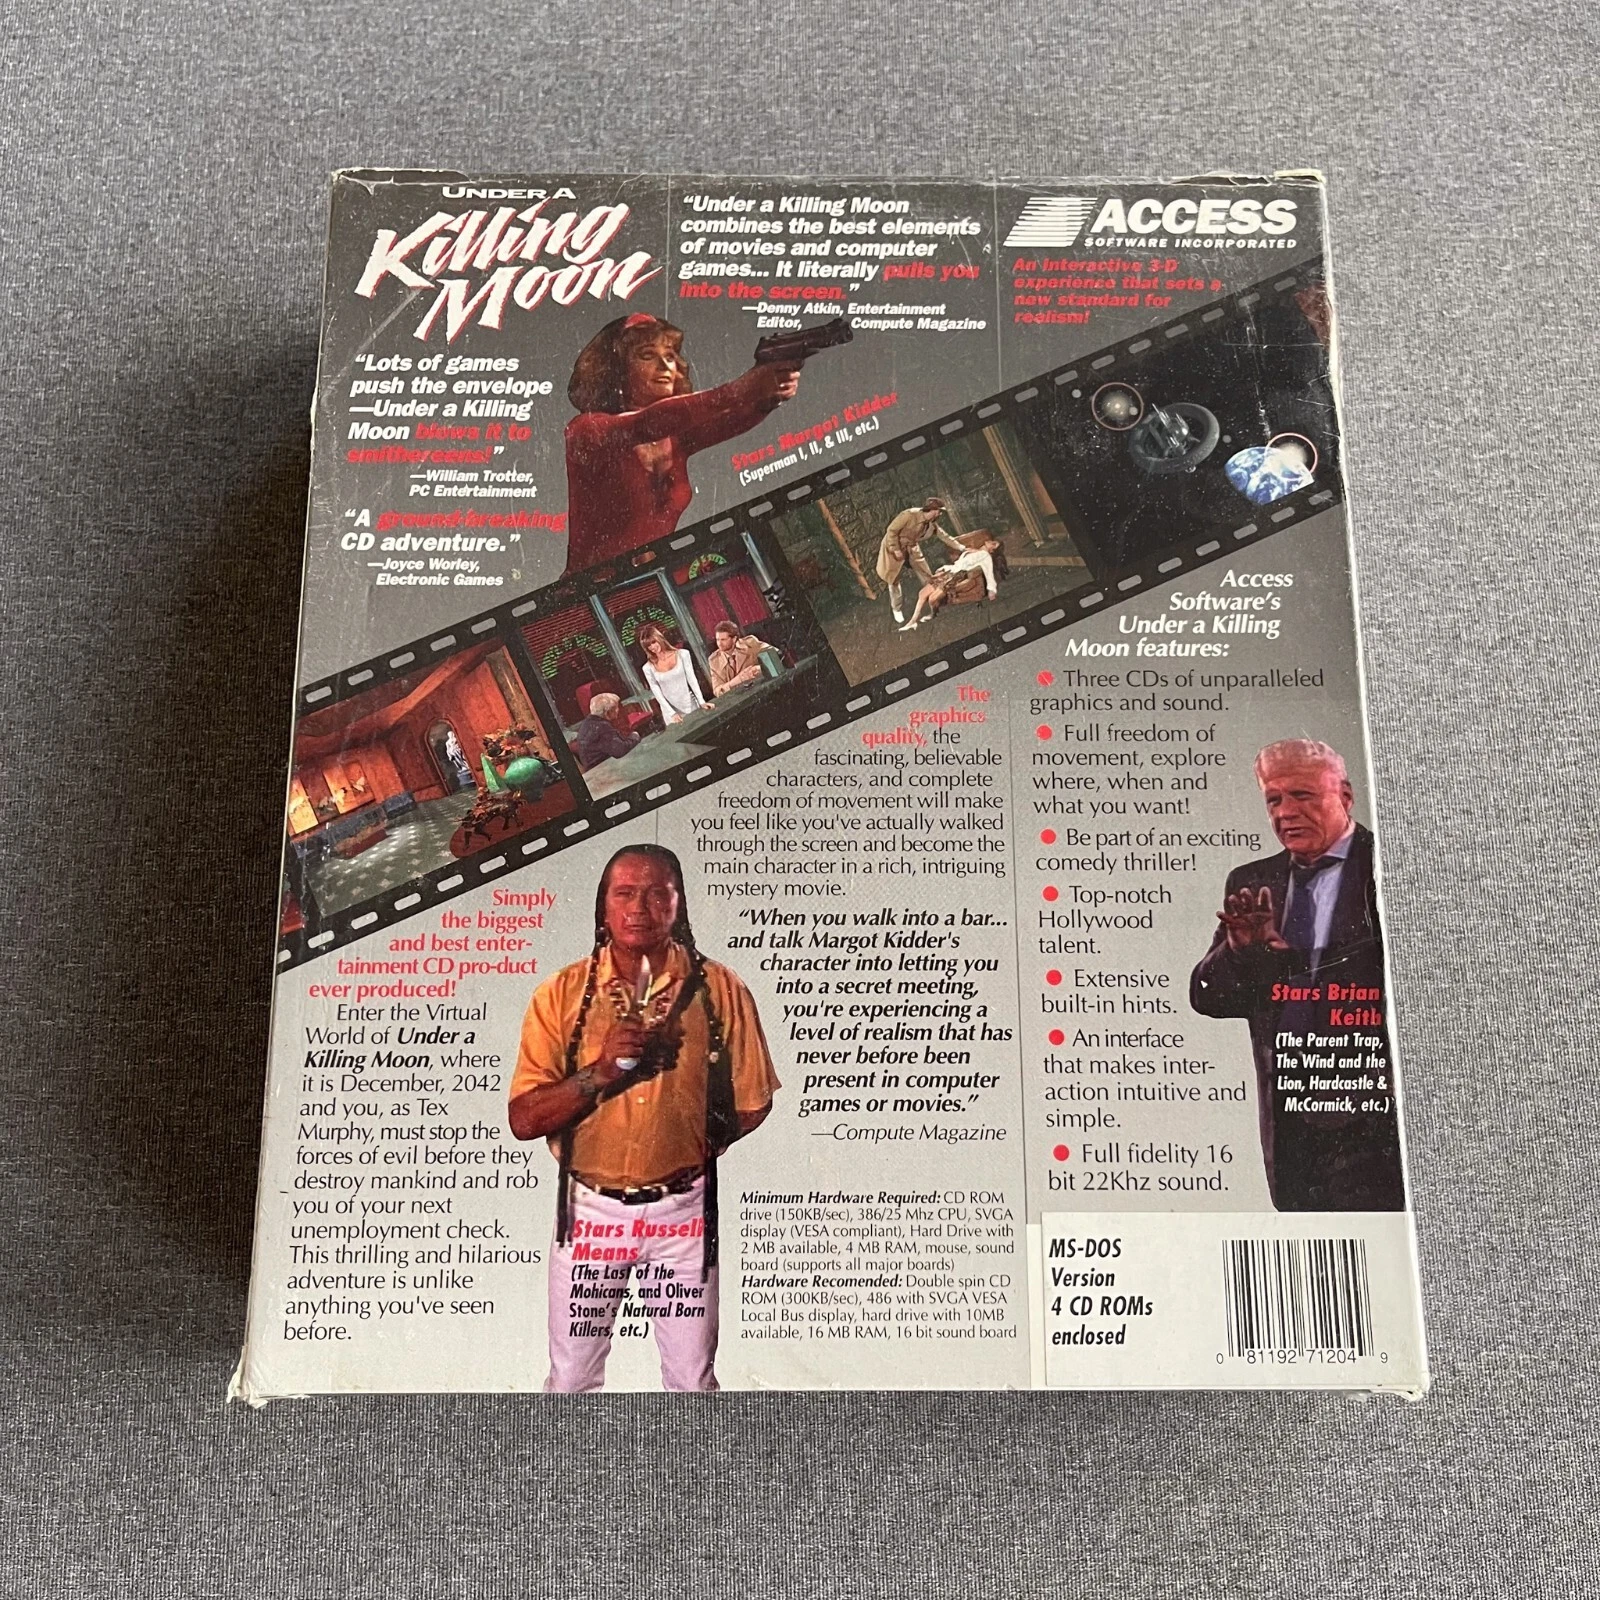 UNDER A
Killing
Moon
"Lots of games
push the envelope
—Under a Killing
Moon blows it to
smithereens!"
—William Trotter,
PC Entertainment
"A ground-breaking
CD adventure."
—Joyce Worley,
Electronic Games
"Under a Killing Moon
combines the best elements
of movies and computer
games... It literally pulls you
into the screen."
—Denny Atkin, Entertainment
Editor, Compute Magazine
ACCESS
SOFTWARE INCORPORATED
An interactive 3-D
experience that sets a
new standard for
realism!
Stars Margot Kidder
(Superman I, II, & III, etc.)
Simply
the biggest
and best enter-
tainment CD pro-duct
ever produced!
Enter the Virtual
World of Under a
Killing Moon, where
it is December, 2042
and you, as Tex
Murphy, must stop the
forces of evil before they
destroy mankind and rob
you of your next
unemployment check.
This thrilling and hilarious
adventure is unlike
anything you've seen
before.
Stars Russell
Means
(The Last of the
Mohicans, and Oliver
Stone's Natural Born
Killers, etc.)
The
graphics
quality, the
fascinating, believable
characters, and complete
freedom of movement will make
you feel like you've actually walked
through the screen and become the
main character in a rich, intriguing
mystery movie.
"When you walk into a bar...
and talk Margot Kidder's
character into letting you
into a secret meeting,
you're experiencing a
level of realism that has
never before been
present in computer
games or movies."
—Compute Magazine
Minimum Hardware Required: CD ROM
drive (150KB/sec), 386/25 Mhz CPU, SVGA
display (VESA compliant), Hard Drive with
2 MB available, 4 MB RAM, mouse, sound
board (supports all major boards)
Hardware Recomended: Double spin CD
ROM (300KB/sec), 486 with SVGA VESA
Local Bus display, hard drive with 10MB
available, 16 MB RAM, 16 bit sound board
Access
Software's
Under a Killing
Moon features:
● Three CDs of unparalleled
graphics and sound.
● Full freedom of
movement, explore
where, when and
what you want!
● Be part of an exciting
comedy thriller!
● Top-notch
Hollywood
talent.
● Extensive
built-in hints.
● An interface
that makes inter-
action intuitive and
simple.
● Full fidelity 16
bit 22Khz sound.
Stars Brian
Keith
(The Parent Trap,
The Wind and the
Lion, Hardcastle &
McCormick, etc.)
MS-DOS
Version
4 CD ROMs
enclosed
0 81192 71204 9